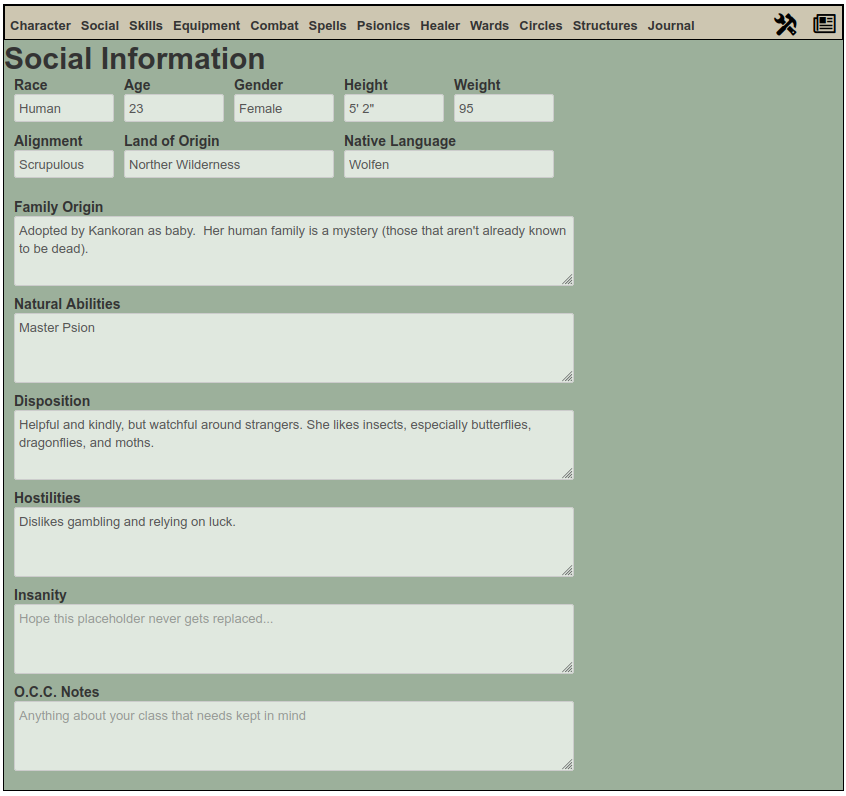 Character Social Skills Equipment Combat Spells Psionics Healer Wards Circles Structures Journal
Social Information
Race Age Gender Height Weight
Human 23 Female 5' 2" 95
Alignment Land of Origin Native Language
Scrupulous Norther Wilderness Wolfen
Family Origin
Adopted by Kankoran as baby.  Her human family is a mystery (those that aren't already known
to be dead).
Natural Abilities
Master Psion
Disposition
Helpful and kindly, but watchful around strangers. She likes insects, especially butterflies,
dragonflies, and moths.
Hostilities
Dislikes gambling and relying on luck.
Insanity
Hope this placeholder never gets replaced...
O.C.C. Notes
Anything about your class that needs kept in mind